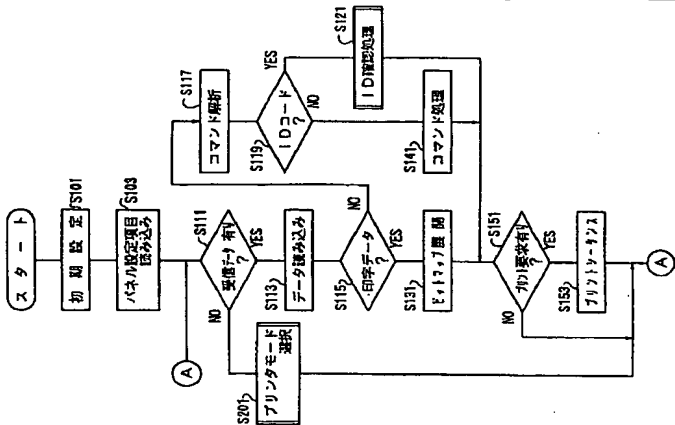 スタート
初期設定
S101
パネル設定項目
読み込み
S103
A
受信データ有り
?
S111
YES
NO
データ読み込み
S113
印字データ
?
S115
NO
YES
コマンド解析
S117
IDコード
?
S119
YES
NO
ID確認処理
S121
コマンド処理
S141
ビットマップ展開
S131
プリント要求有り
?
S151
YES
NO
プリントシーケンス
S153
プリンタモード
選択
S201
A